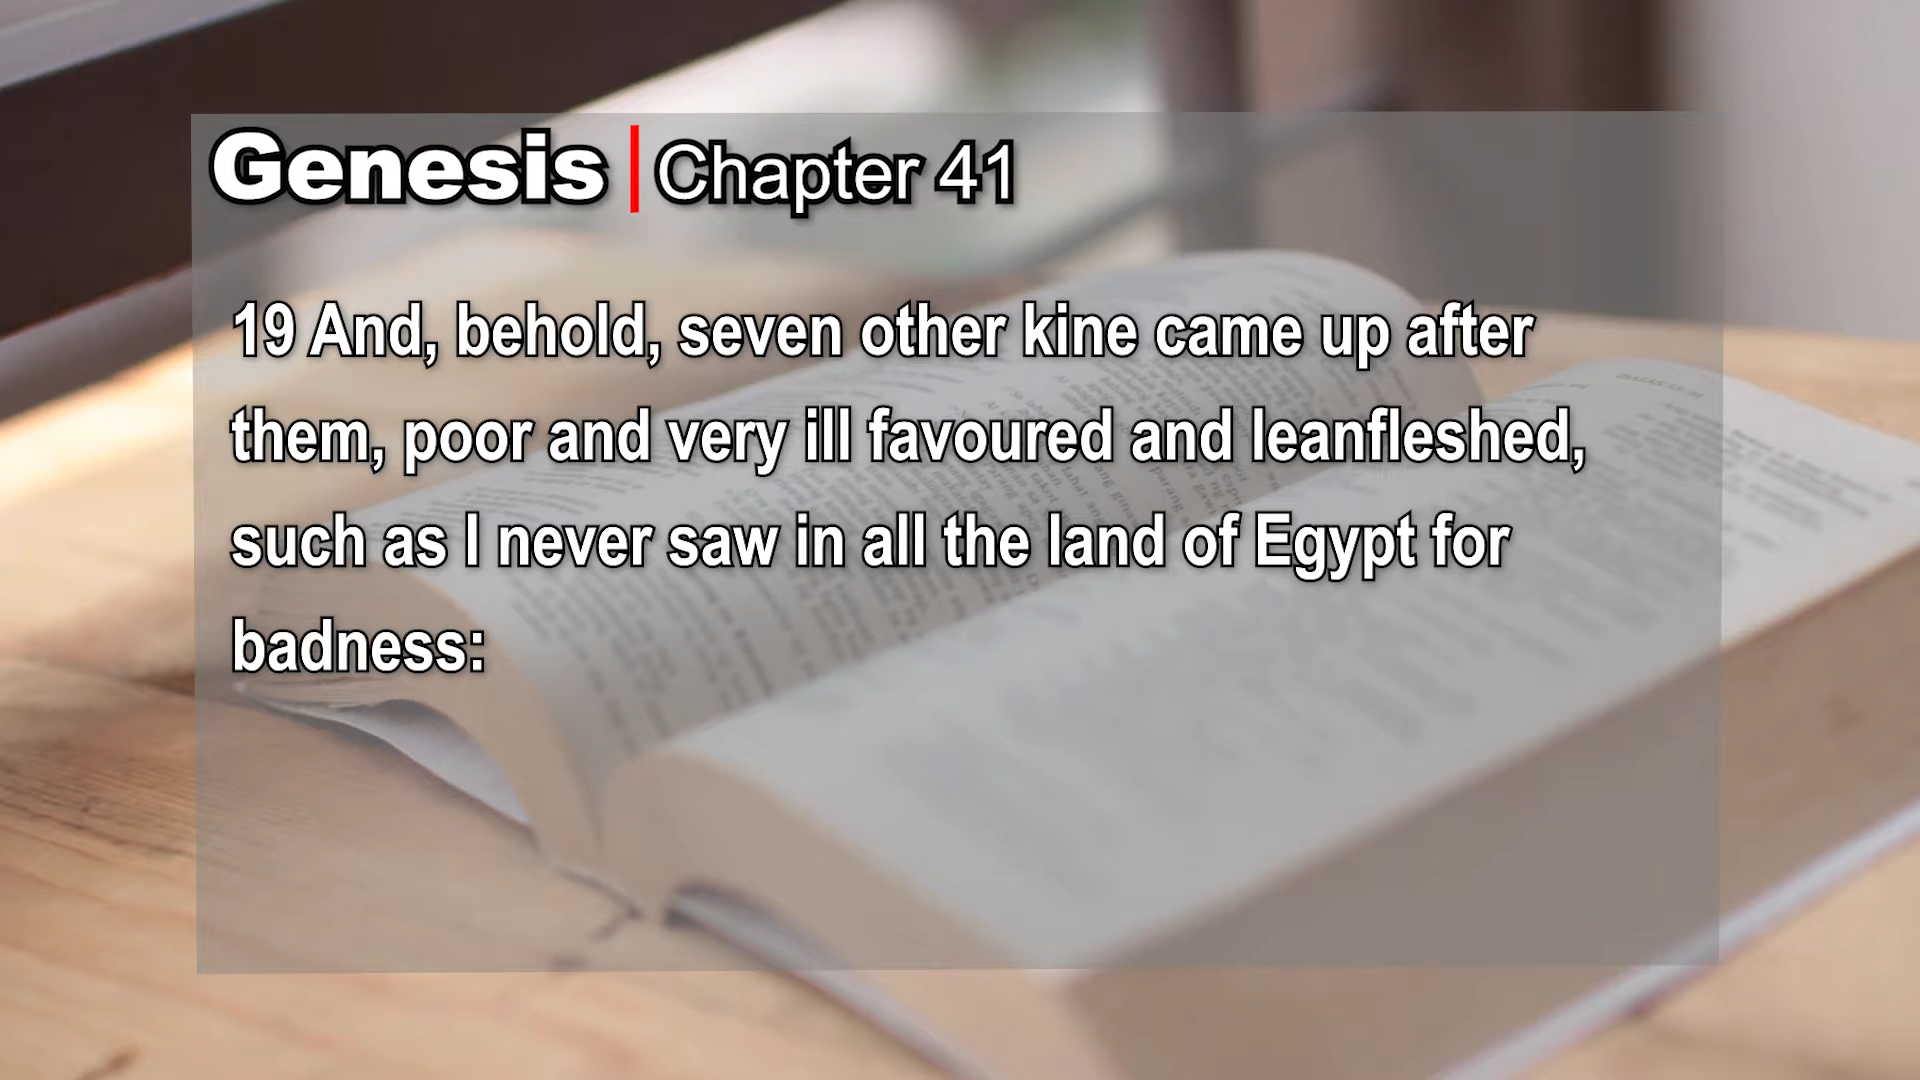 Genesis | Chapter 41
19 And, behold, seven other kine came up after
them, poor and very ill favoured and leanfleshed,
such as I never saw in all the land of Egypt for
badness: